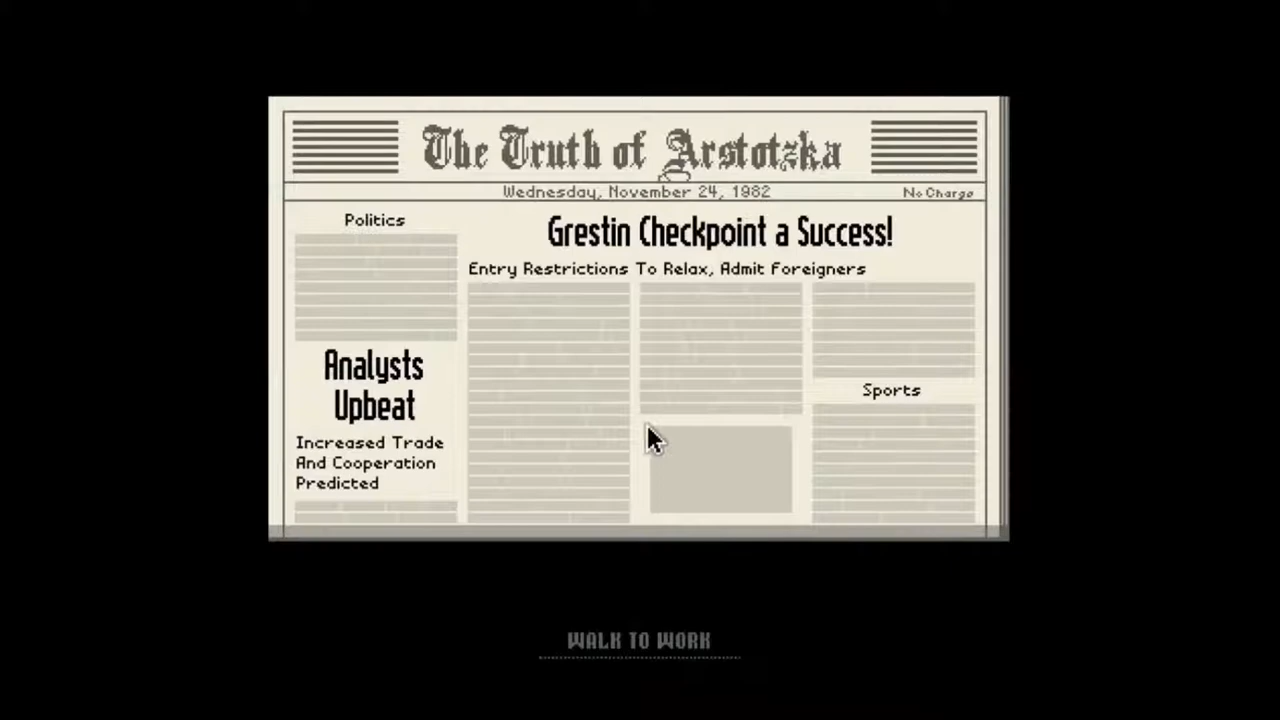 The Truth of Arstotzka
Wednesday, November 24, 1982
No Charge
Politics
Analysts
Upbeat
Increased Trade
And Cooperation
Predicted
Grestin Checkpoint a Success!
Entry Restrictions To Relax, Admit Foreigners
Sports
WALK TO WORK